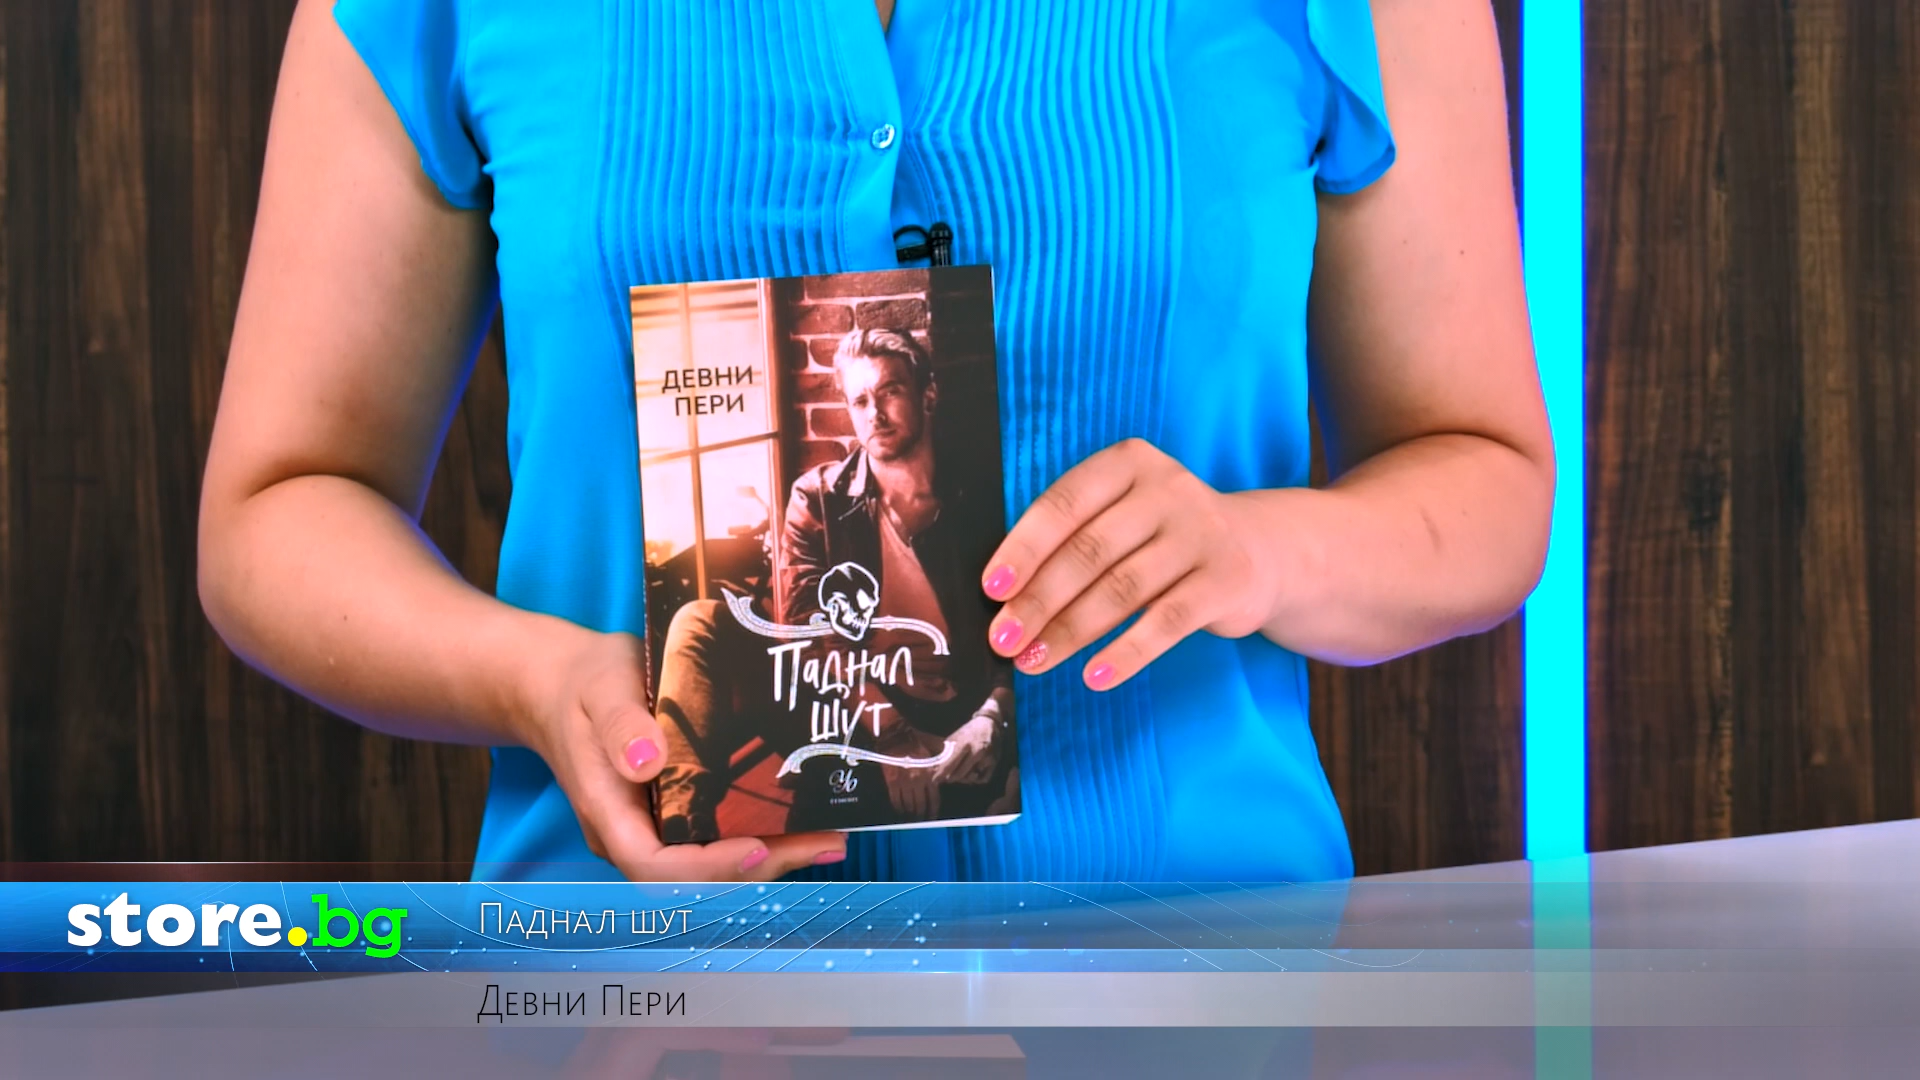 ДЕВНИ
ПЕРИ
Паднал
шут
store.bg
Паднал шут
Девни Пери